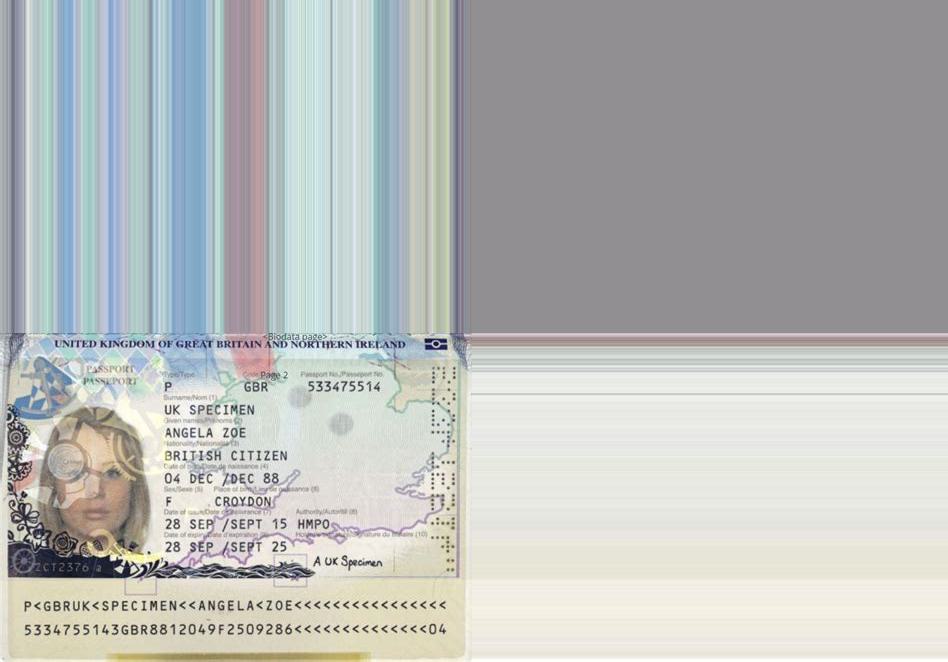 <Biodata page>
UNITED KINGDOM OF GREAT BRITAIN AND NORTHERN IRELAND
PASSPORT
PASSEPORT
Type/Type Code Page 2 Passport No./Passeport No.
P GBR 533475514
Surname/Nom (1)
UK SPECIMEN
Given names/Prénoms (2)
ANGELA ZOE
Nationality/Nationalité (3)
BRITISH CITIZEN
Date of birth/Date de naissance (4)
04 DEC /DEC 88
Sex/Sexe (5) Place of birth/Lieu de naissance (6)
F CROYDON
Date of issue/Date de délivrance (7) Authority/Autorité (8)
28 SEP /SEPT 15 HMPO
Date of expiry/Date d'expiration (9) Holder's signature/Signature du titulaire (10)
28 SEP /SEPT 25
A UK Specimen
ZCT2376
P<GBRUK<SPECIMEN<<ANGELA<ZOE<<<<<<<<<<<<<<<<
5334755143GBR8812049F2509286<<<<<<<<<<<<<<04